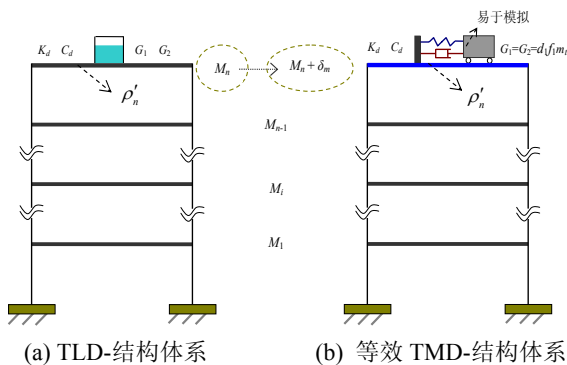 易于模拟
K_d C_d G_1 G_2
M_n M_n + δ_m
K_d C_d G_1=G_2=d_1f_1m_t
ρ'_n ρ'_n
M_{n-1}
M_i
M_1
(a) TLD-结构体系 (b) 等效 TMD-结构体系